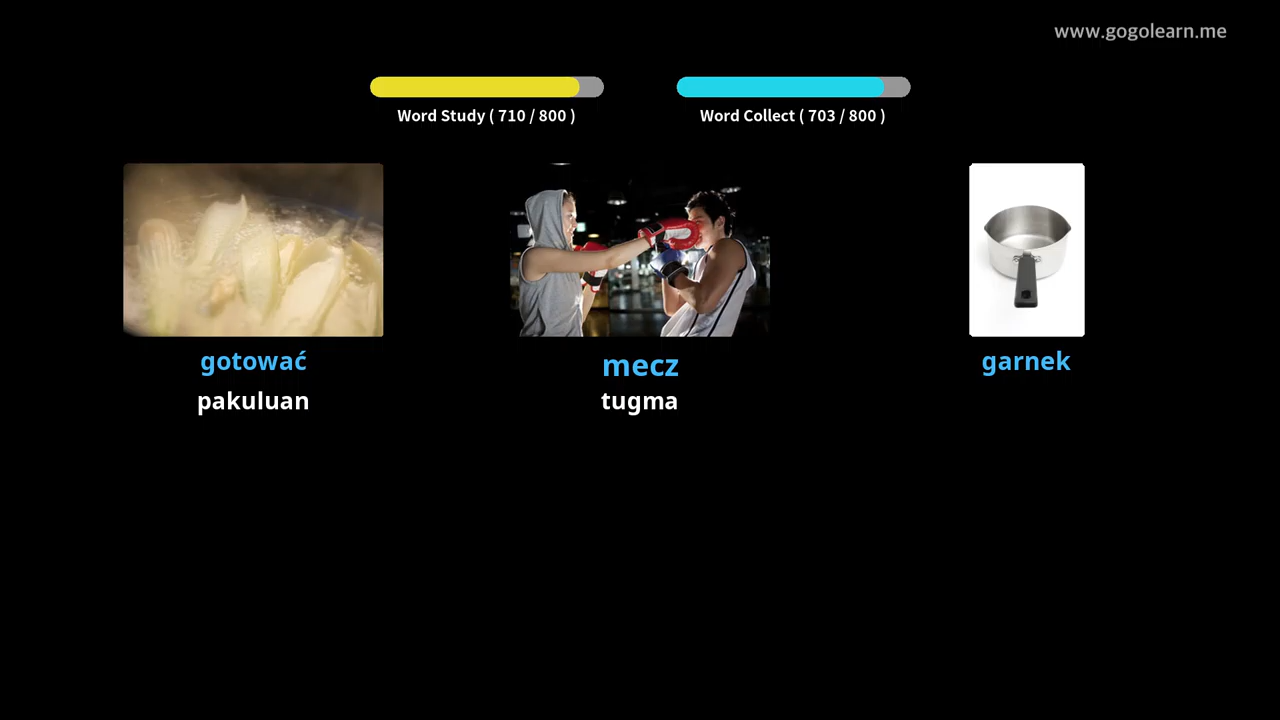 www.gogolearn.me
Word Study ( 710 / 800 )
Word Collect ( 703 / 800 )
gotować
mecz
garnek
pakuluan
tugma